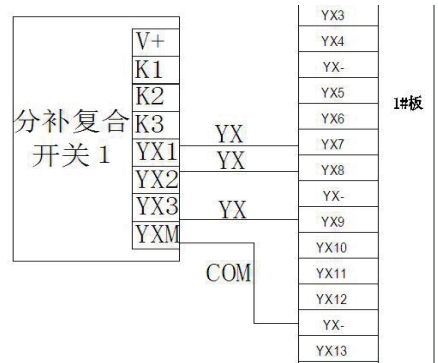 分补复合
开关 1
V+
K1
K2
K3
YX1
YX2
YX3
YXM
YX
YX
YX
COM
YX3
YX4
YX-
YX5
YX6
YX7
YX8
YX-
YX9
YX10
YX11
YX12
YX-
YX13
1#板